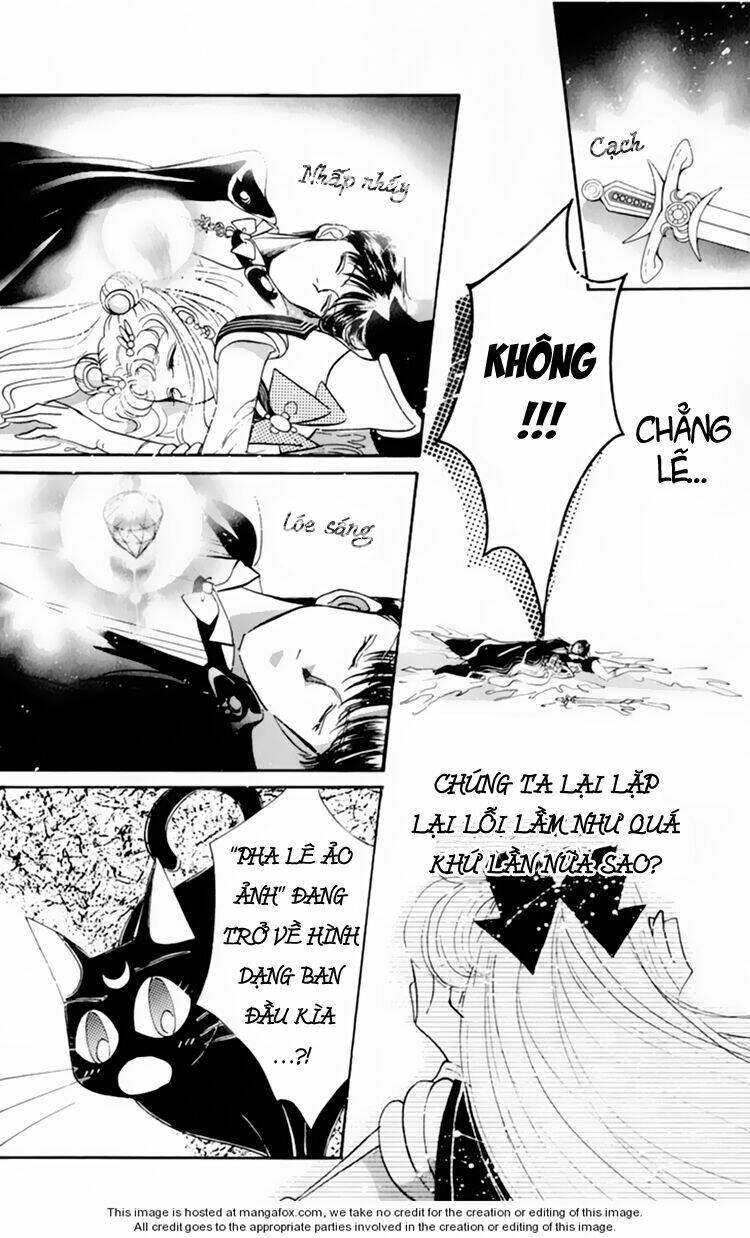 Cạch
KHÔNG
!!!
CHẲNG
LẼ...
CHÚNG TA LẠI LẶP
LẠI LỖI LẦM NHƯ QUÁ
KHỨ LẦN NỮA SAO?
Nhấp nháy
Lóe sáng
"PHA LÊ ẢO
ẢNH" ĐANG
TRỞ VỀ HÌNH
DẠNG BAN
ĐẦU KÌA
...?!
This image is hosted at mangafox.com, we take no credit for the creation or editing of this image.
All credit goes to the appropriate parties involved in the creation or editing of this image.